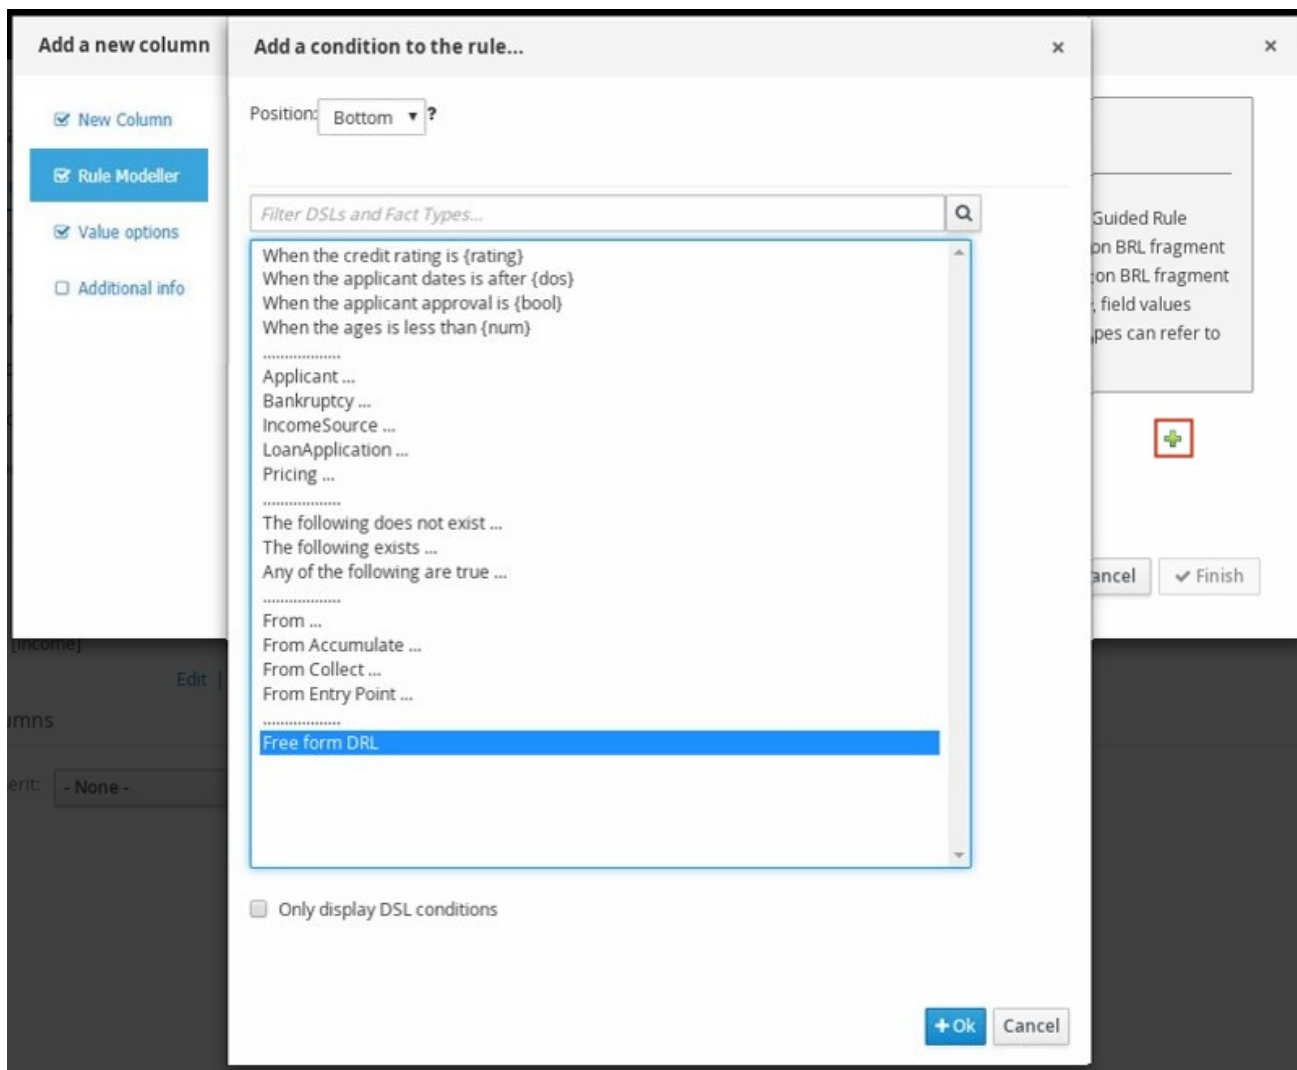 Add a new column
Add a condition to the rule...
×
×
New Column
Rule Modeller
Value options
Additional info
Position:
Bottom
?
Filter DSLs and Fact Types...
When the credit rating is {rating}
When the applicant dates is after {dos}
When the applicant approval is {bool}
When the ages is less than {num}
...................
Applicant ...
Bankruptcy ...
IncomeSource ...
LoanApplication ...
Pricing ...
...................
The following does not exist ...
The following exists ...
Any of the following are true ...
...................
From ...
From Accumulate ...
From Collect ...
From Entry Point ...
...................
Free form DRL
Only display DSL conditions
+ Ok
Cancel
Guided Rule
on BRL fragment
on BRL fragment
, field values
pes can refer to
ancel
Finish
[income]
Edit |
umns
erit:
- None -